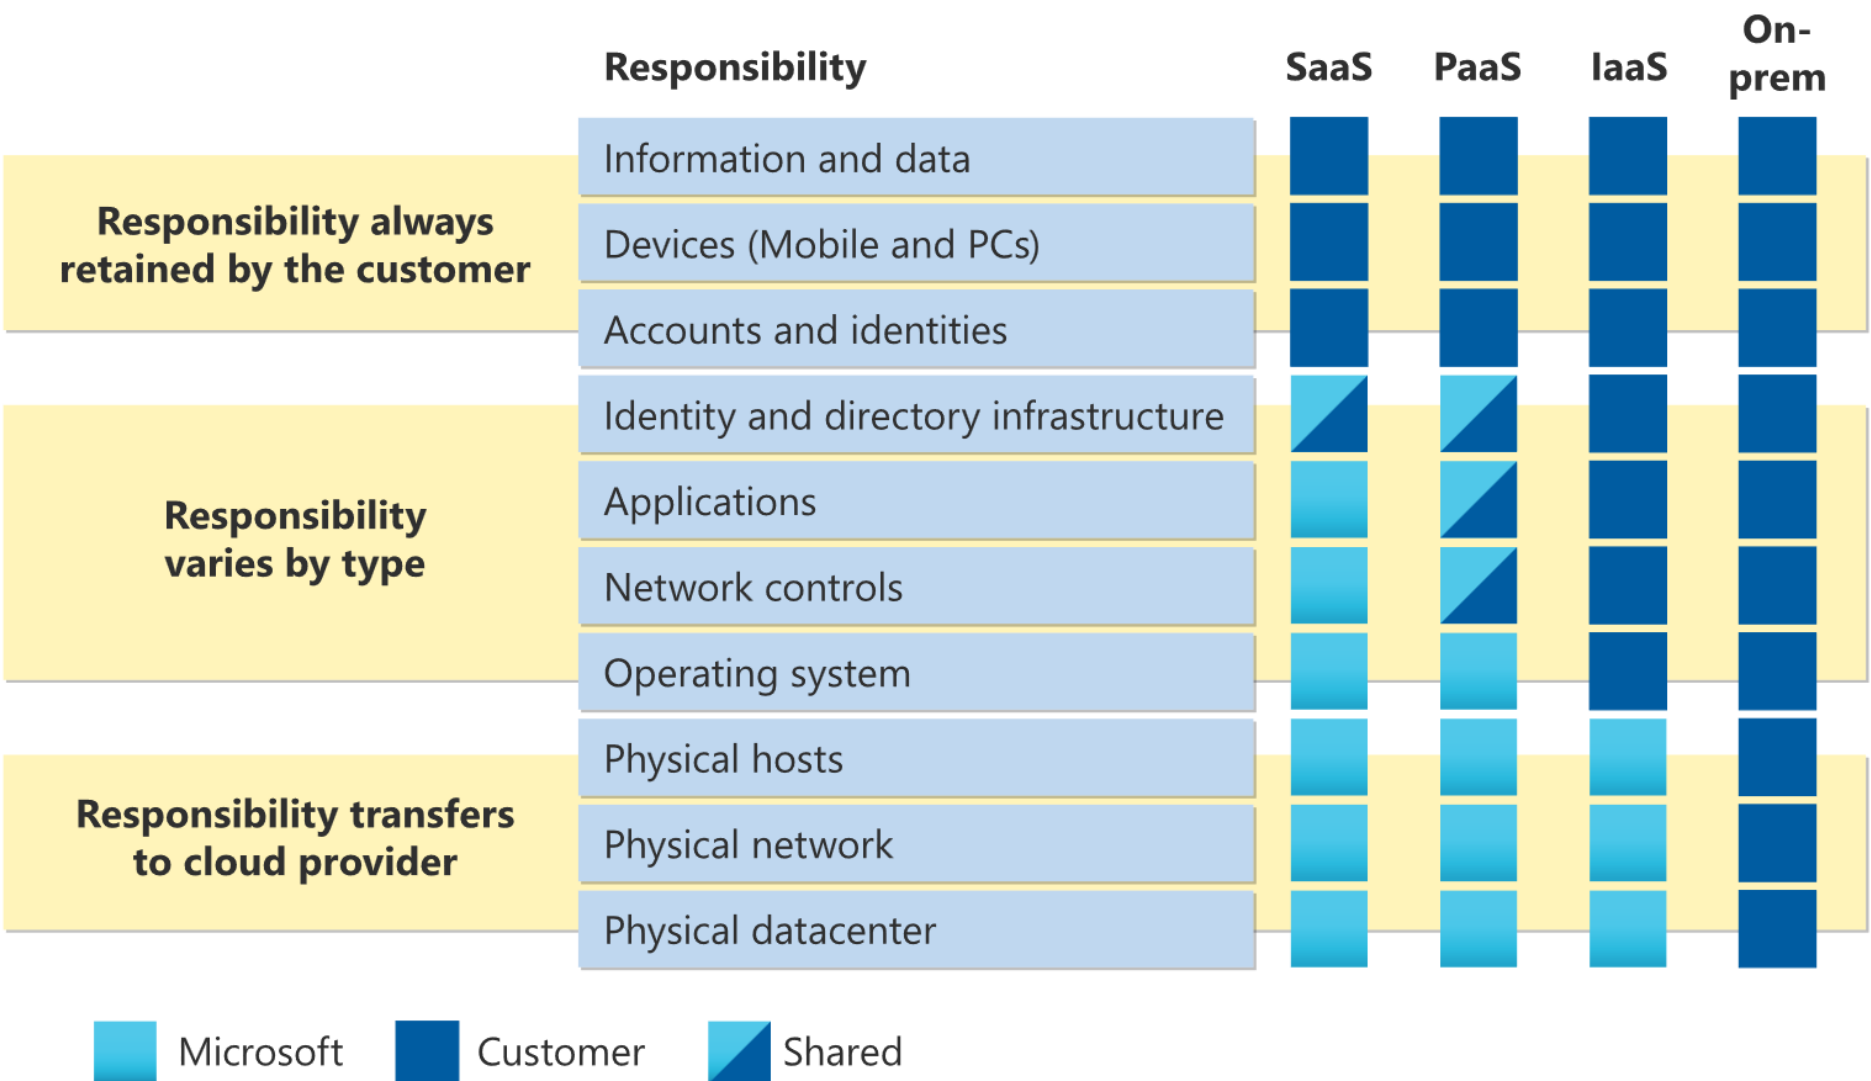 Responsibility SaaS PaaS IaaS On-
prem
Responsibility always
retained by the customer
Information and data
Devices (Mobile and PCs)
Accounts and identities
Responsibility
varies by type
Identity and directory infrastructure
Applications
Network controls
Operating system
Responsibility transfers
to cloud provider
Physical hosts
Physical network
Physical datacenter
Microsoft Customer Shared